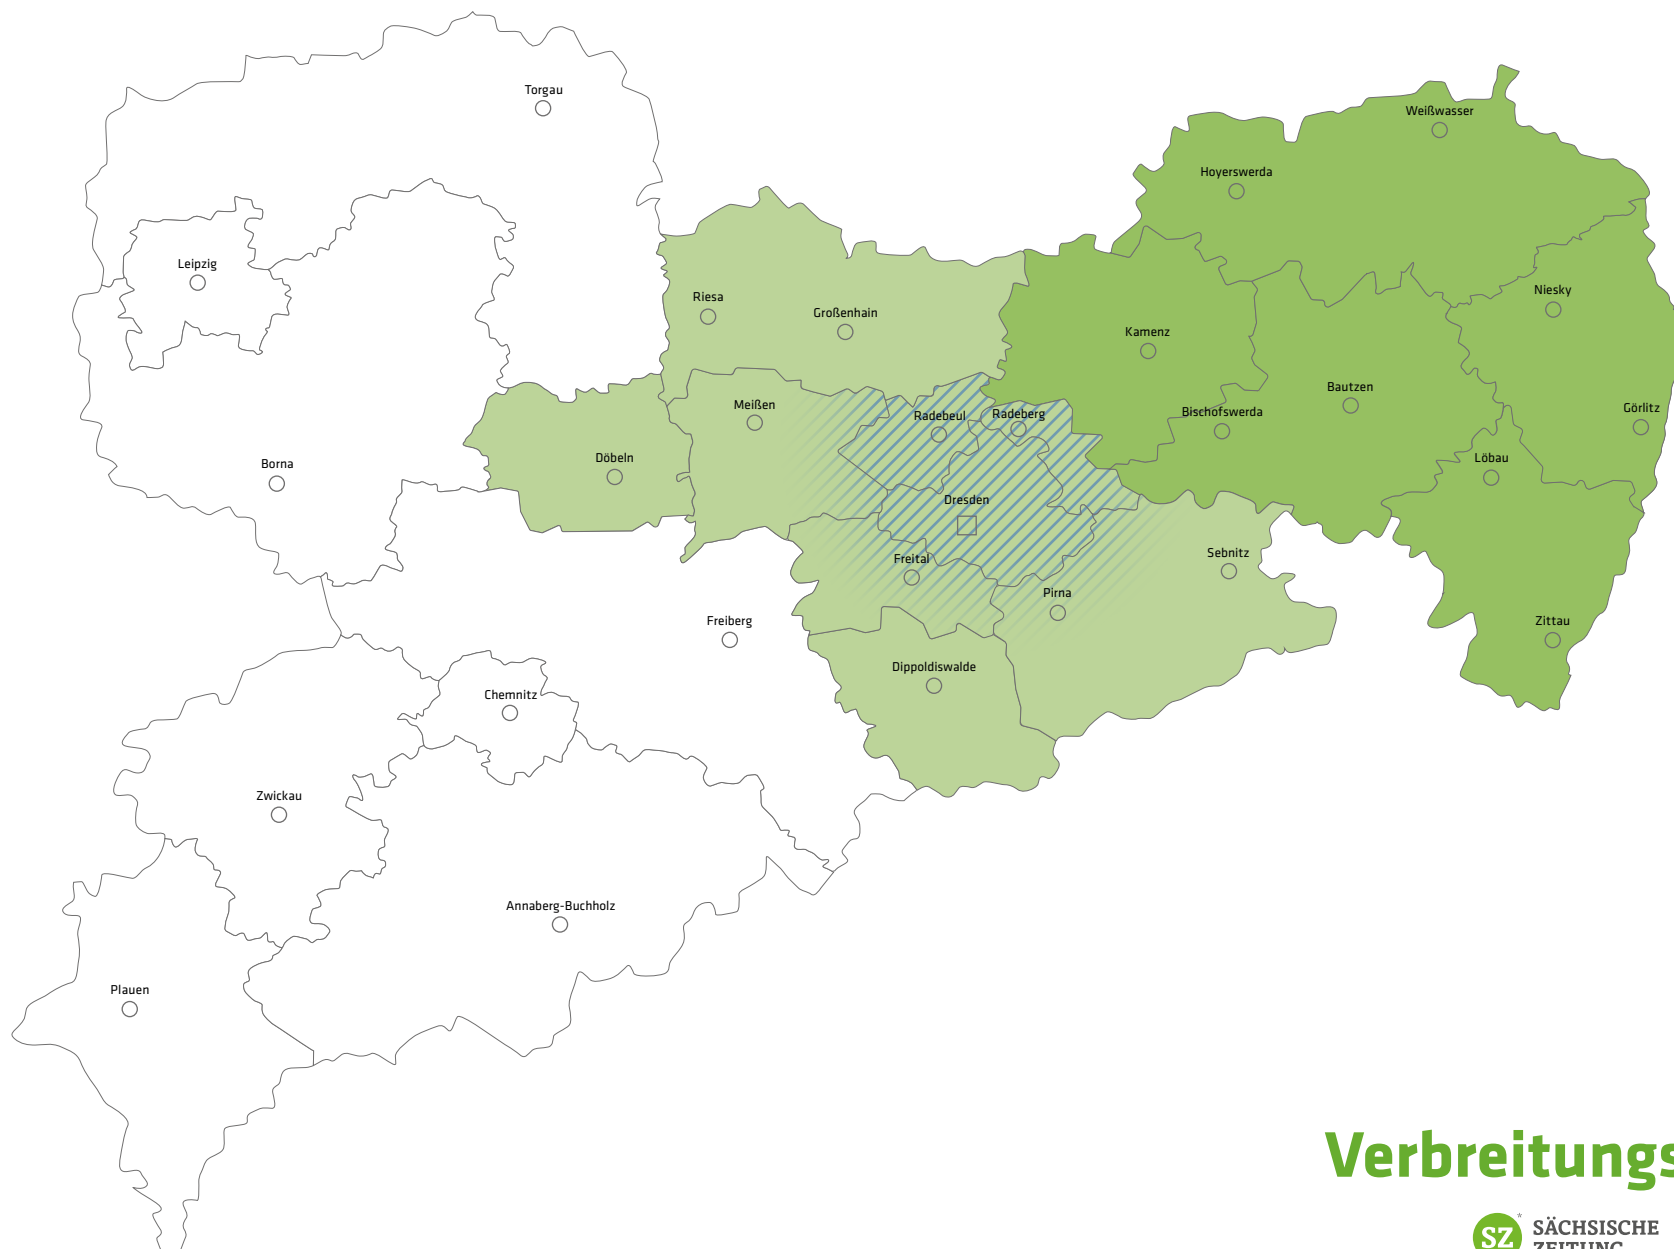 Torgau
Weißwasser
Hoyerswerda
Leipzig
Niesky
Riesa
Großenhain
Kamenz
Bautzen
Meißen
Radebeul
Radeberg
Bischofswerda
Görlitz
Borna
Döbeln
Löbau
Dresden
Sebnitz
Freital
Pirna
Freiberg
Zittau
Dippoldiswalde
Chemnitz
Zwickau
Annaberg-Buchholz
Plauen
Verbreitungs
SZ* SÄCHSISCHE
ZEITUNG